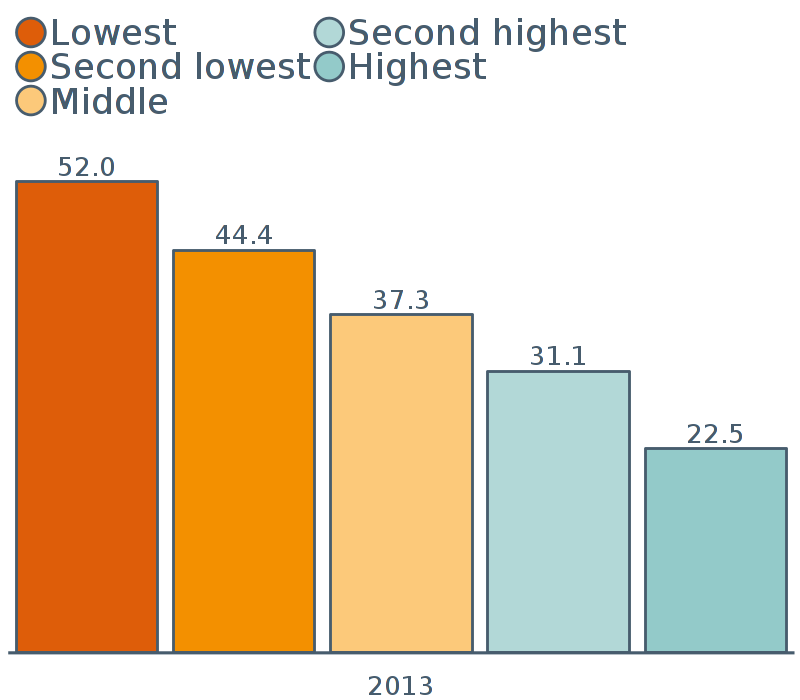 Lowest
Second lowest
Middle
Second highest
Highest
52.0
44.4
37.3
31.1
22.5
2013